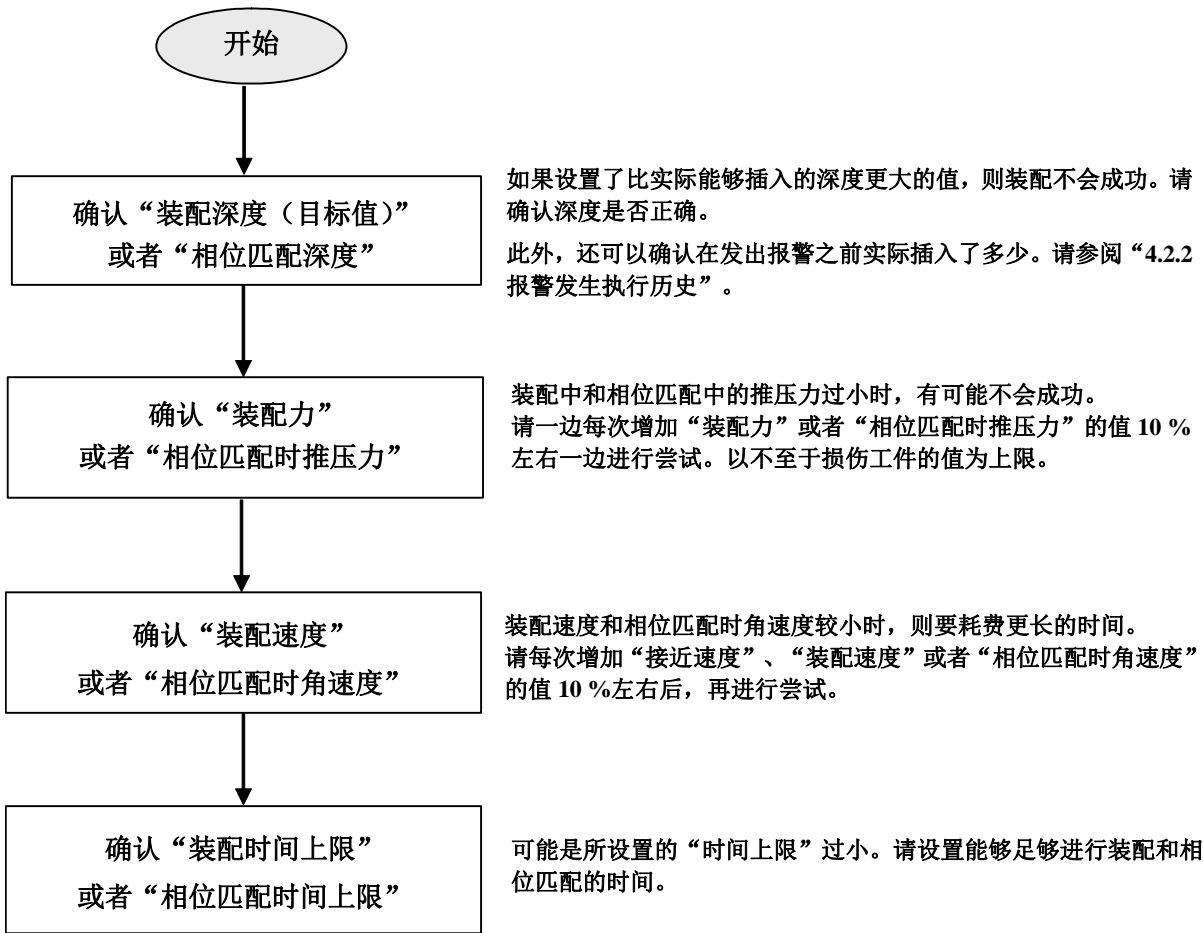 开始
确认“装配深度（目标值）”
或者“相位匹配深度”
如果设置了比实际能够插入的深度更大的值，则装配不会成功。请
确认深度是否正确。
此外，还可以确认在发出报警之前实际插入了多少。请参阅“4.2.2
报警发生执行历史”。
确认“装配力”
或者“相位匹配时推压力”
装配中和相位匹配中的推压力过小时，有可能不会成功。
请一边每次增加“装配力”或者“相位匹配时推压力”的值 10 %
左右一边进行尝试。以不至于损伤工件的值为上限。
确认“装配速度”
或者“相位匹配时角速度”
装配速度和相位匹配时角速度较小时，则要耗费更长的时间。
请每次增加“接近速度”、“装配速度”或者“相位匹配时角速度”
的值 10 %左右后，再进行尝试。
确认“装配时间上限”
或者“相位匹配时间上限”
可能是所设置的“时间上限”过小。请设置能够足够进行装配和相
位匹配的时间。